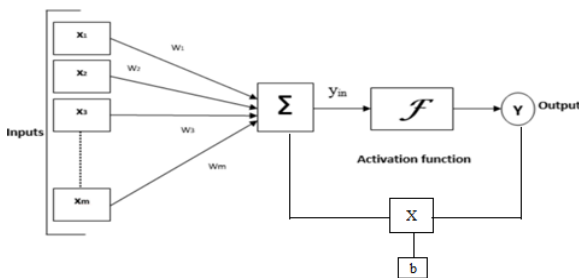 x₁
W₁
x₂
W₂
x₃
Inputs
W₃
xm
Wm
Σ
yin
F
Y
Output
Activation function
X
b